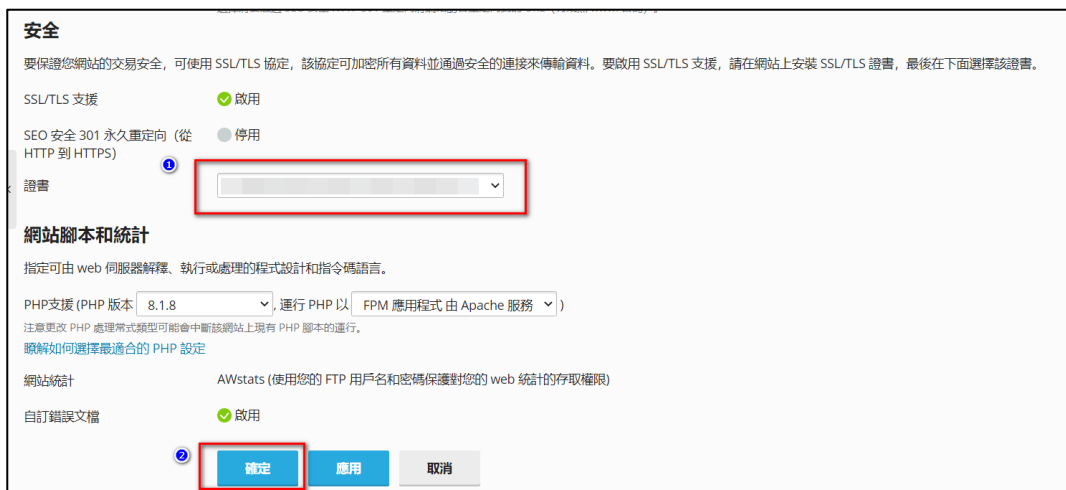 安全
要保證您網站的交易安全，可使用 SSL/TLS 協定，該協定可加密所有資料並通過安全的連接來傳輸資料。要啟用 SSL/TLS 支援，請在網站上安裝 SSL/TLS 證書，最後在下面選擇該證書。
SSL/TLS 支援 啟用
SEO 安全 301 永久重定向（從 停用
HTTP 到 HTTPS）
1
證書
網站腳本和統計
指定可由 web 伺服器解釋、執行或處理的程式設計和指令碼語言。
PHP支援 (PHP 版本 8.1.8 , 運行 PHP 以 FPM 應用程式 由 Apache 服務 )
注意更改 PHP 處理常式類型可能會中斷該網站上現有 PHP 腳本的運行。
瞭解如何選擇最適合的 PHP 設定
網站統計 AWstats (使用您的 FTP 用戶名和密碼保護對您的 web 統計的存取權限)
自訂錯誤文檔 啟用
2
確定 應用 取消